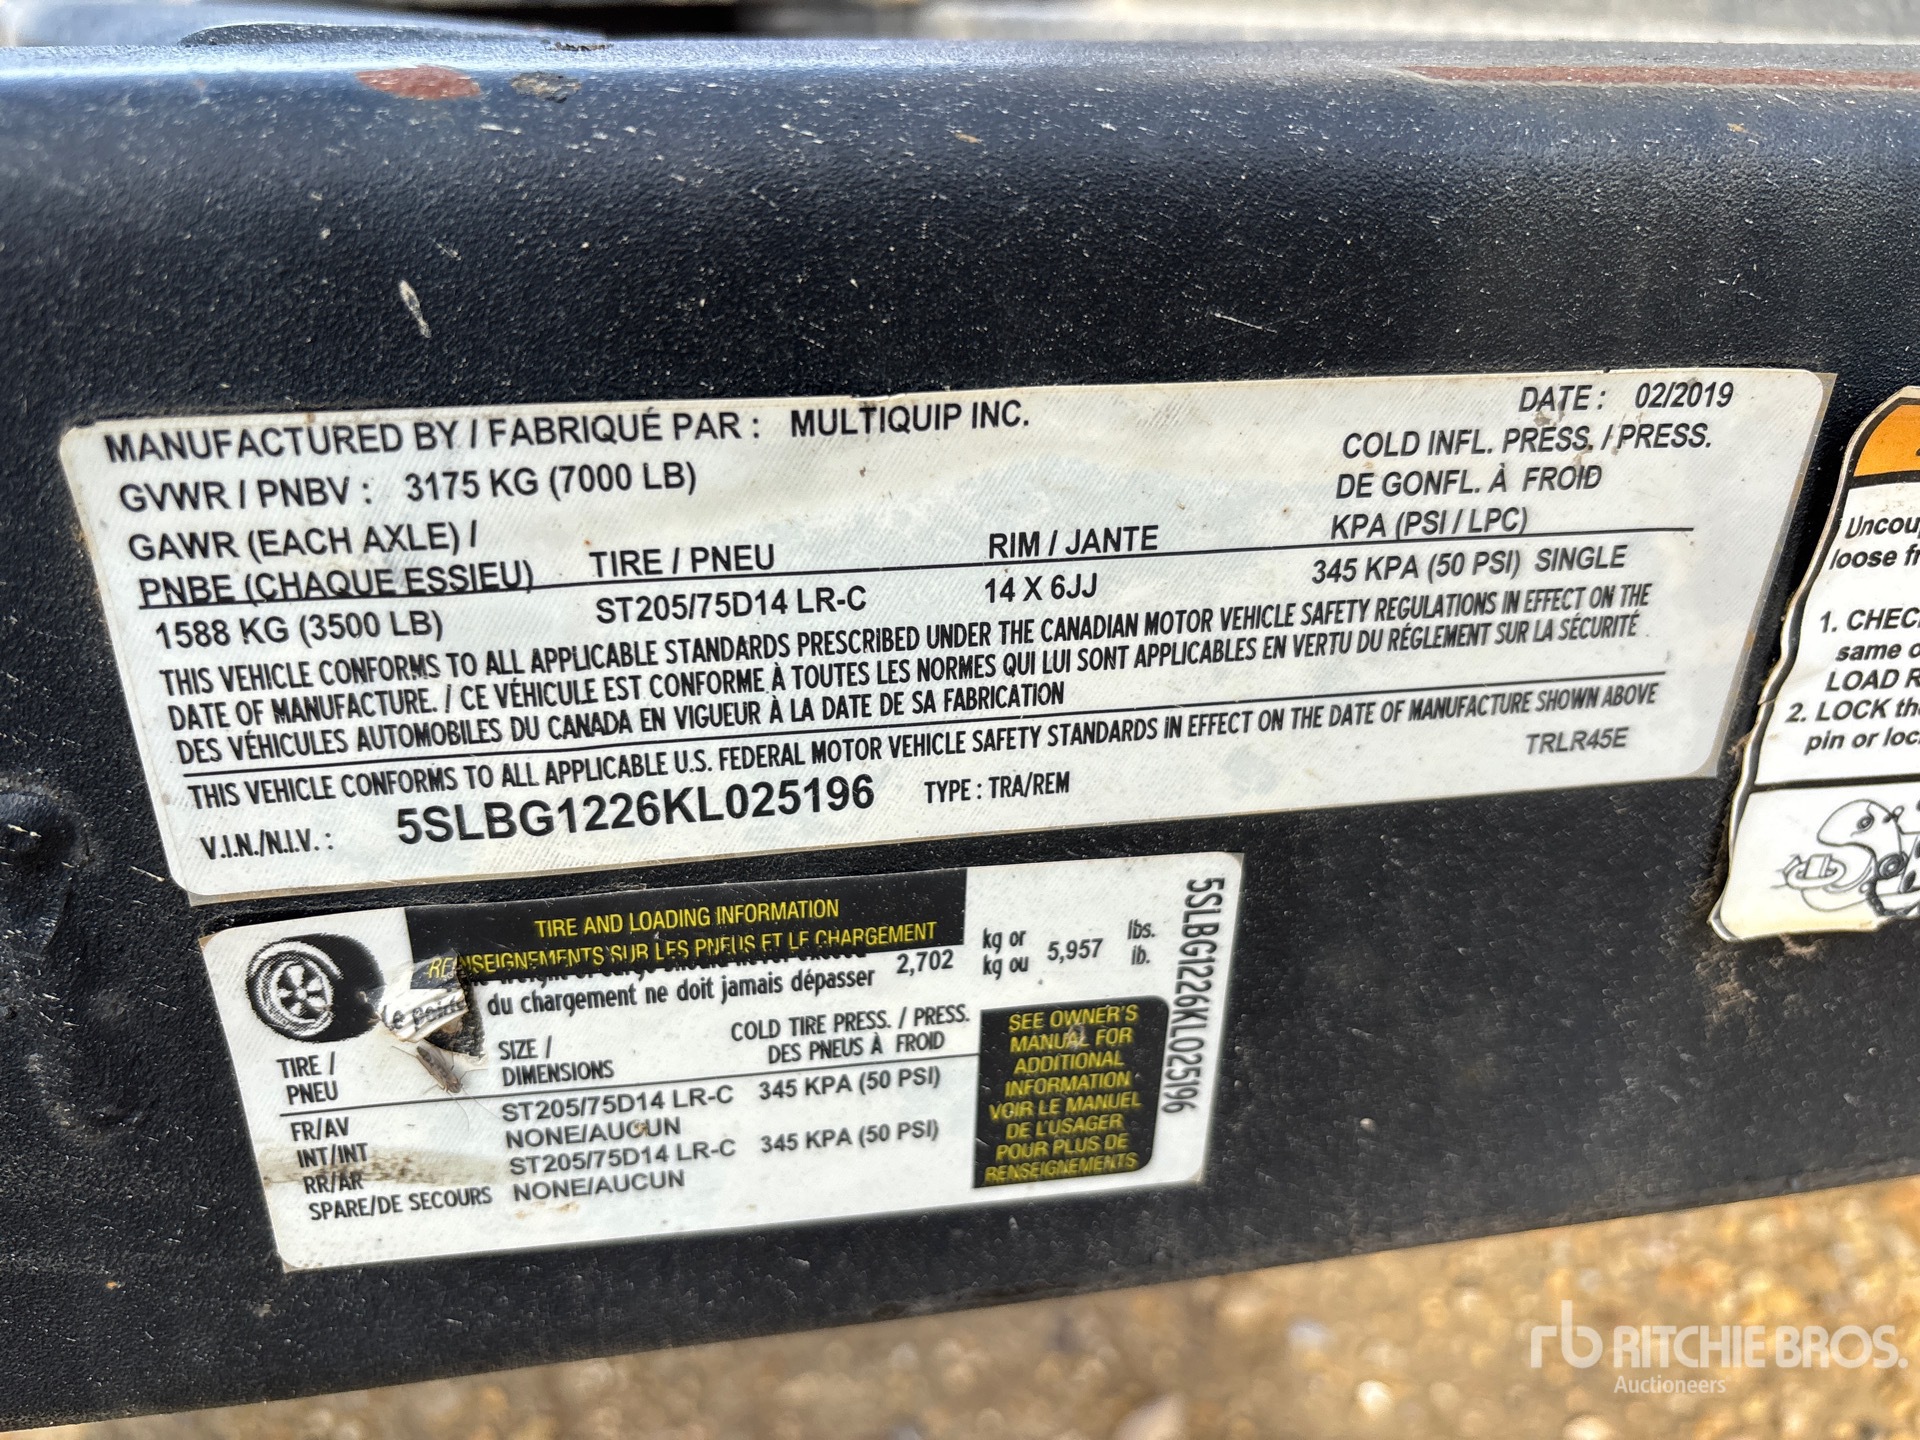 MANUFACTURED BY / FABRIQUÉ PAR : MULTIQUIP INC. DATE : 02/2019
GVWR / PNBV : 3175 KG (7000 LB) COLD INFL. PRESS. / PRESS.
DE GONFL. À FROID
GAWR (EACH AXLE) /
PNBE (CHAQUE ESSIEU) TIRE / PNEU RIM / JANTE KPA (PSI / LPC)
1588 KG (3500 LB) ST205/75D14 LR-C 14 X 6JJ 345 KPA (50 PSI) SINGLE
THIS VEHICLE CONFORMS TO ALL APPLICABLE STANDARDS PRESCRIBED UNDER THE CANADIAN MOTOR VEHICLE SAFETY REGULATIONS IN EFFECT ON THE
DATE OF MANUFACTURE. / CE VÉHICULE EST CONFORME À TOUTES LES NORMES QUI LUI SONT APPLICABLES EN VERTU DU RÉGLEMENT SUR LA SÉCURITÉ
DES VÉHICULES AUTOMOBILES DU CANADA EN VIGUEUR À LA DATE DE SA FABRICATION
THIS VEHICLE CONFORMS TO ALL APPLICABLE U.S. FEDERAL MOTOR VEHICLE SAFETY STANDARDS IN EFFECT ON THE DATE OF MANUFACTURE SHOWN ABOVE
V.I.N./N.I.V. : 5SLBG1226KL025196 TYPE : TRA/REM TRLR45E
TIRE AND LOADING INFORMATION
RENSEIGNEMENTS SUR LES PNEUS ET LE CHARGEMENT
Le poids du chargement ne doit jamais dépasser 2,702 kg or 5,957 lbs.
kg ou lb.
TIRE / SIZE / COLD TIRE PRESS. / PRESS.
PNEU DIMENSIONS DES PNEUS À FROID
FR/AV ST205/75D14 LR-C 345 KPA (50 PSI)
INT/INT NONE/AUCUN
RR/AR ST205/75D14 LR-C 345 KPA (50 PSI)
SPARE/DE SECOURS NONE/AUCUN
SEE OWNER'S
MANUAL FOR
ADDITIONAL
INFORMATION
VOIR LE MANUEL
DE L'USAGER
POUR PLUS DE
RENSEIGNEMENTS
5SLBG1226KL025196
Uncou
loose fr
1. CHEC
same o
LOAD R
2. LOCK th
pin or loc
rb RITCHIE BROS.
Auctioneers